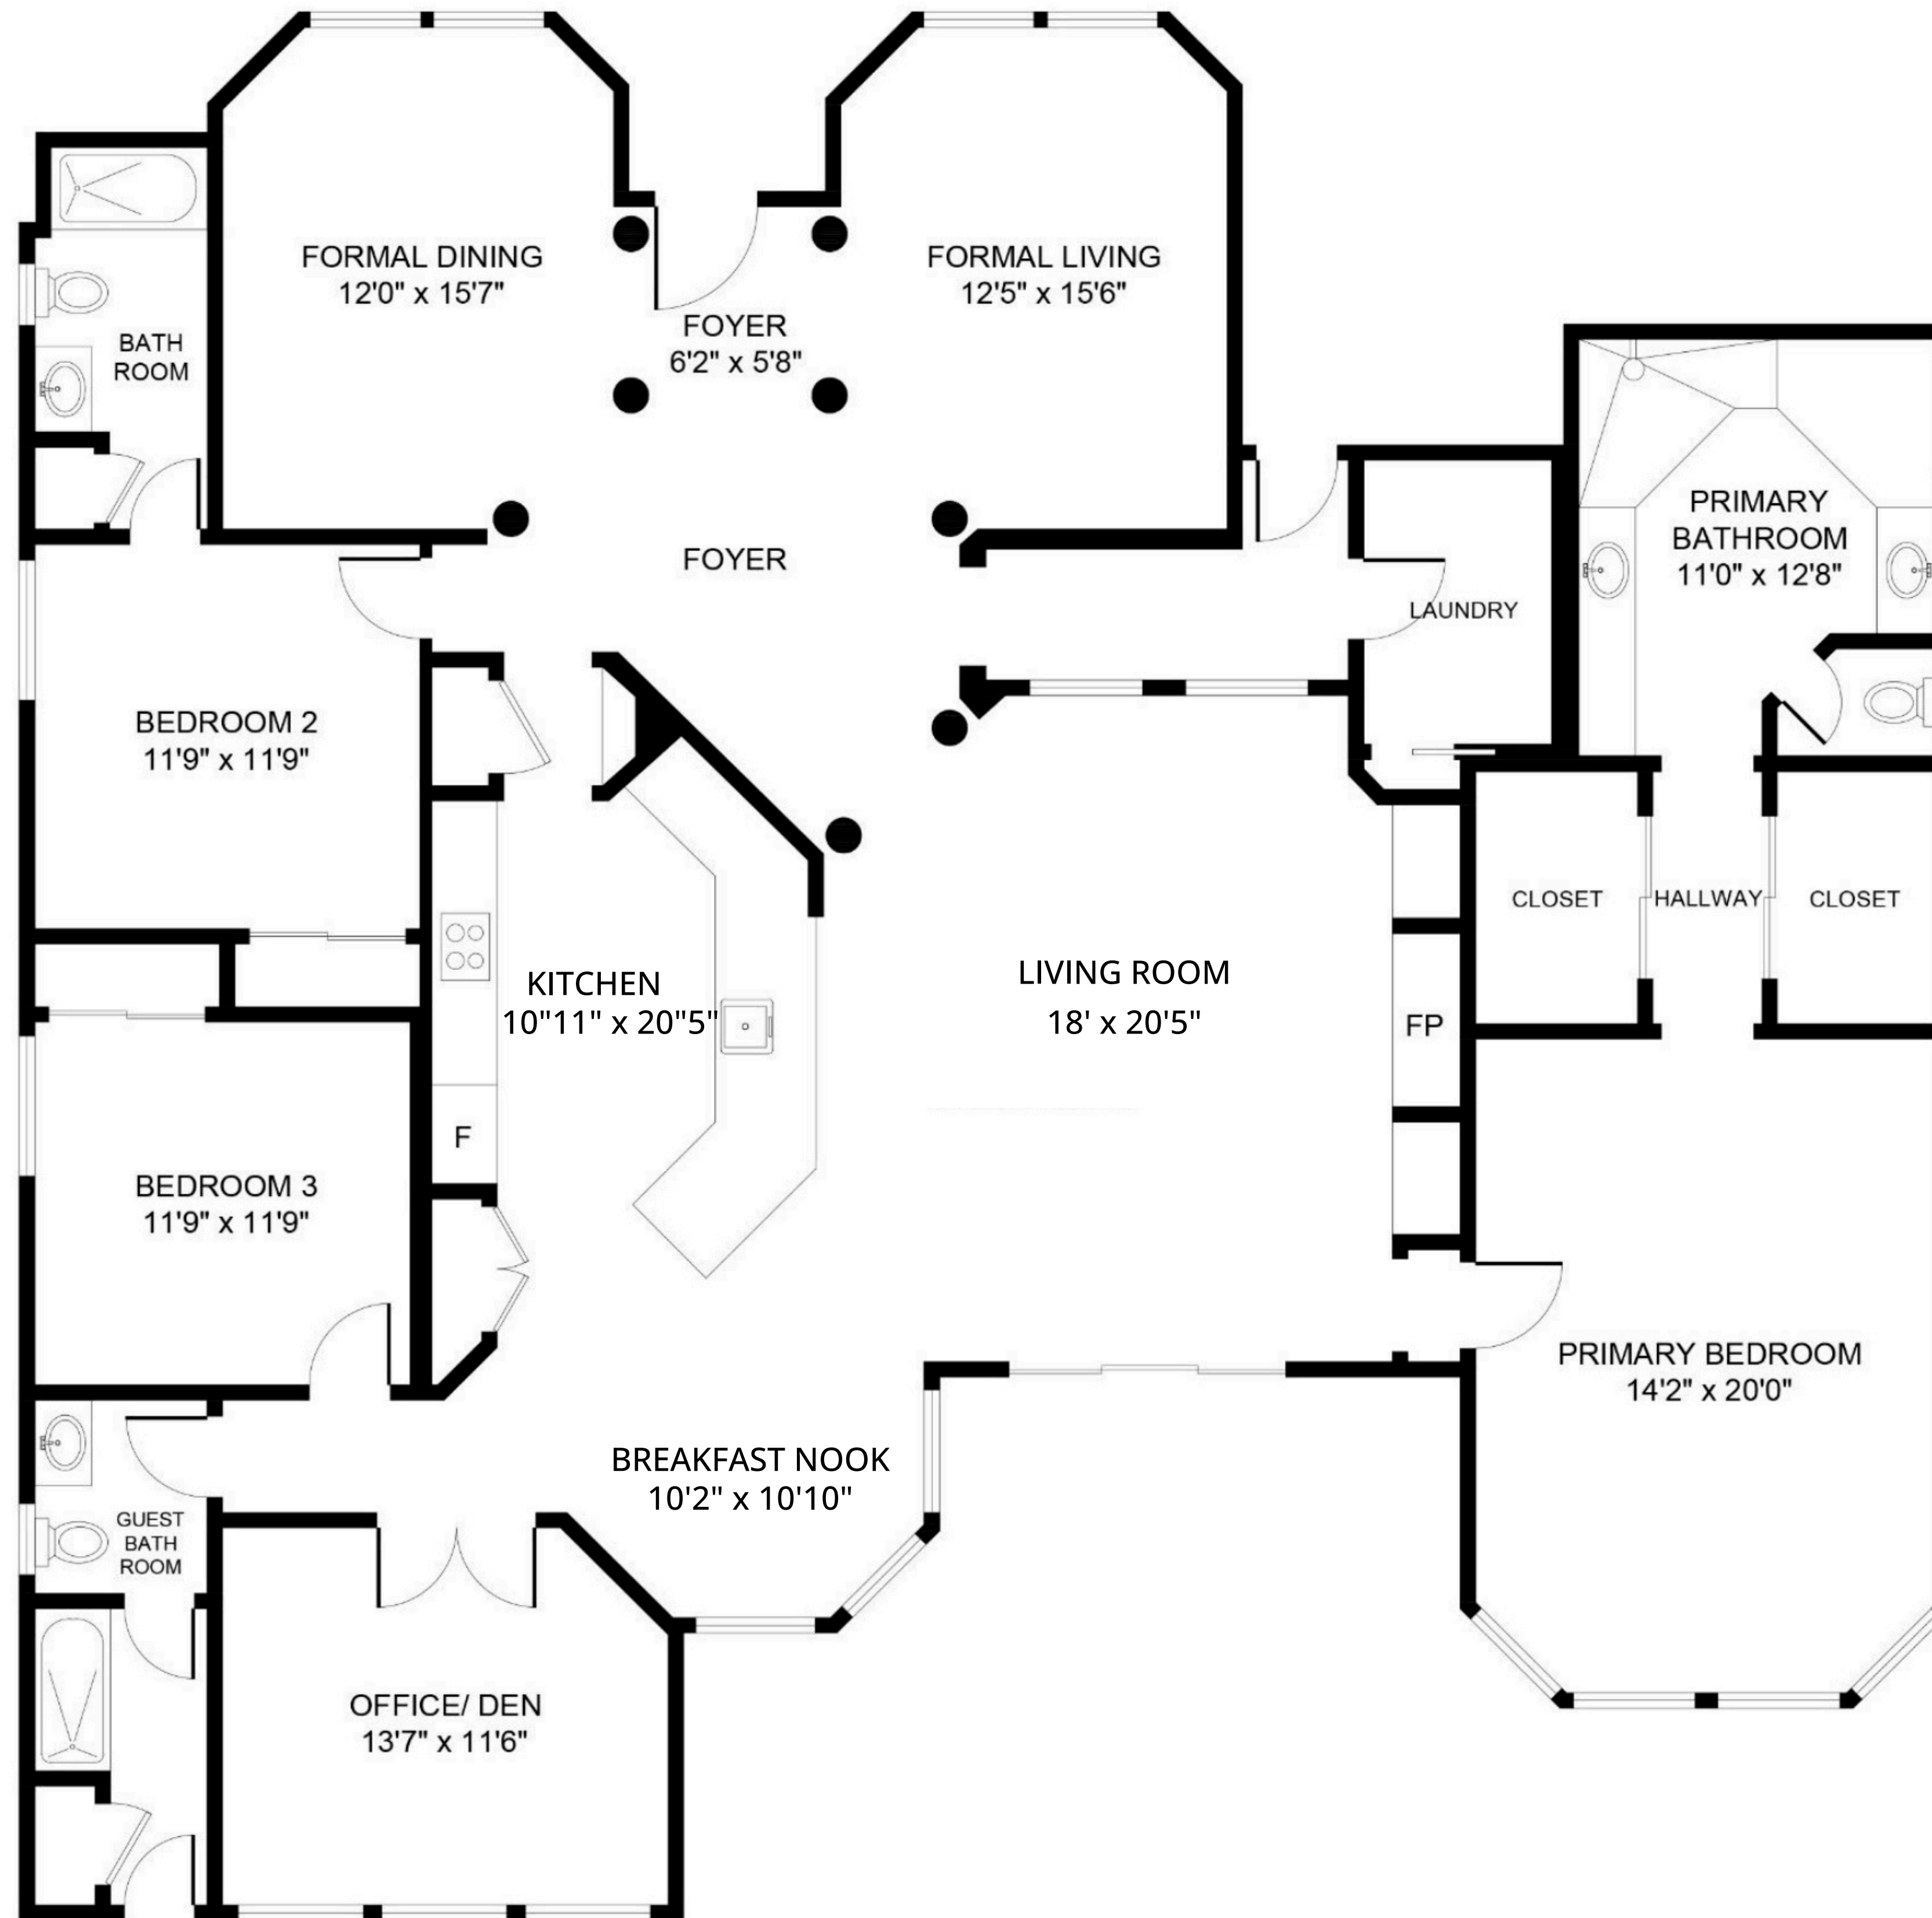 FORMAL DINING
12'0" x 15'7"
FORMAL LIVING
12'5" x 15'6"
FOYER
6'2" x 5'8"
BATH
ROOM
PRIMARY
BATHROOM
11'0" x 12'8"
FOYER
LAUNDRY
BEDROOM 2
11'9" x 11'9"
CLOSET
HALLWAY
CLOSET
KITCHEN
10"11" x 20"5"
LIVING ROOM
18' x 20'5"
FP
F
BEDROOM 3
11'9" x 11'9"
PRIMARY BEDROOM
14'2" x 20'0"
BREAKFAST NOOK
10'2" x 10'10"
GUEST
BATH
ROOM
OFFICE/ DEN
13'7" x 11'6"